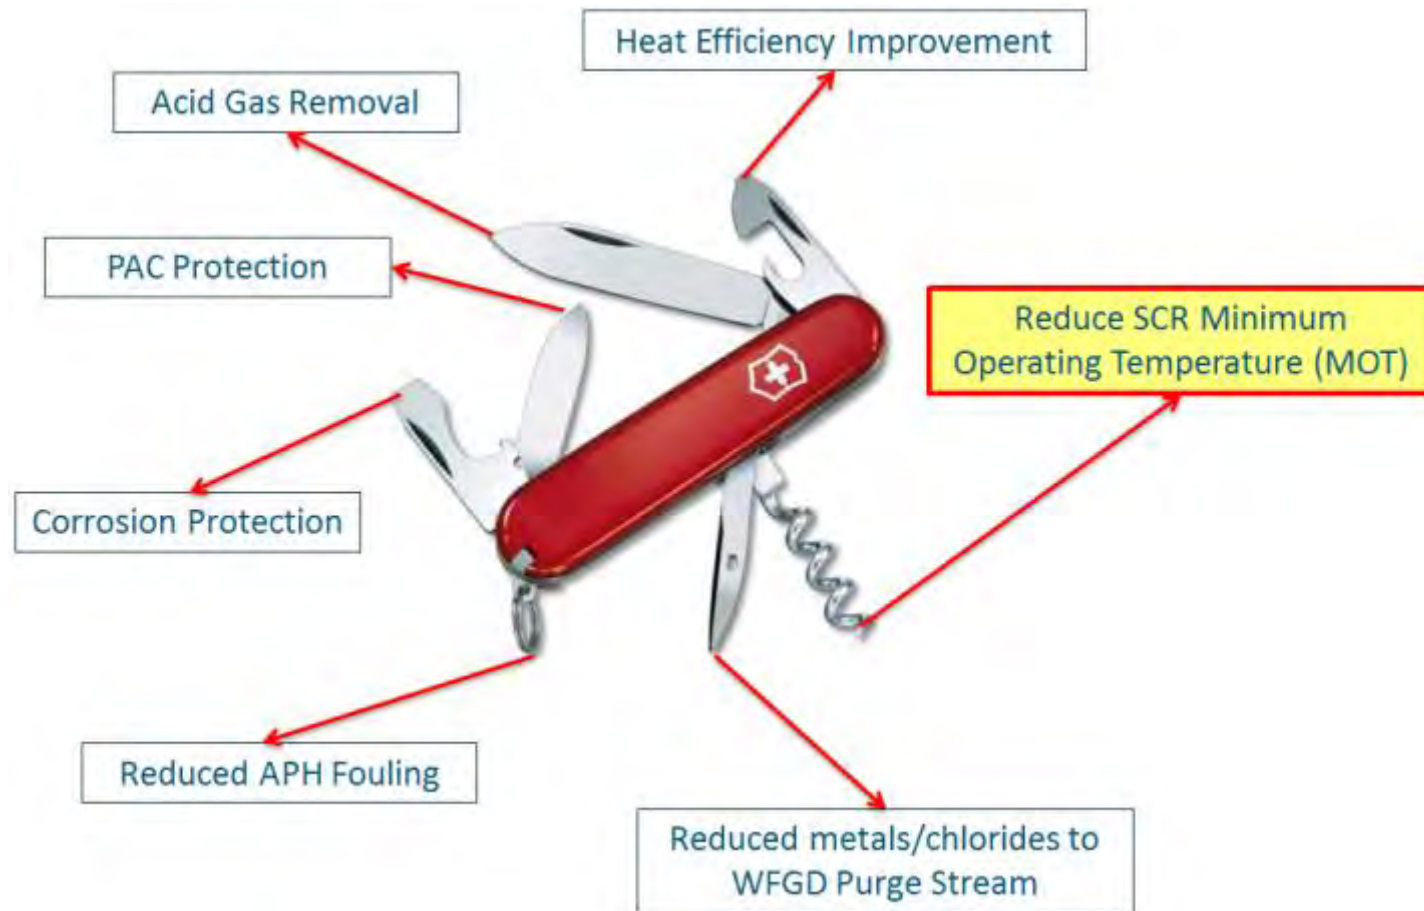 Heat Efficiency Improvement
Acid Gas Removal
PAC Protection
Reduce SCR Minimum
Operating Temperature (MOT)
Corrosion Protection
Reduced APH Fouling
Reduced metals/chlorides to
WFGD Purge Stream